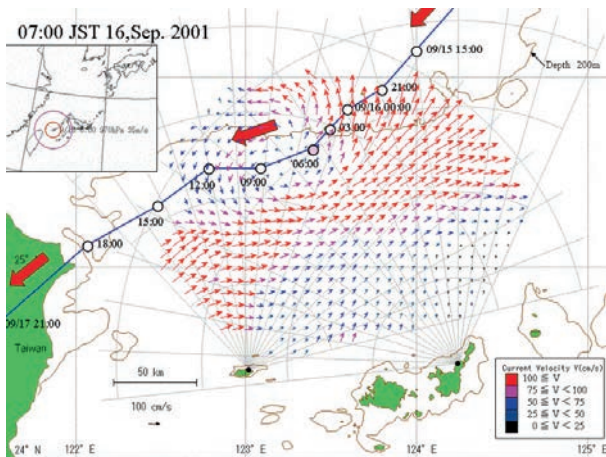 07:00 JST 16,Sep. 2001
09/15 15:00
Depth 200m
21:00
09/16 00:00
03:00
06:00
09:00
12:00
15:00
18:00
25°
09/17 21:00
Taiwan
50 km
100 cm/s
Current Velocity V(cm/s)
100 ≦ V
75 ≦ V < 100
50 ≦ V < 75
25 ≦ V < 50
0 ≦ V < 25
24° N
122° E
123° E
124° E
125° E